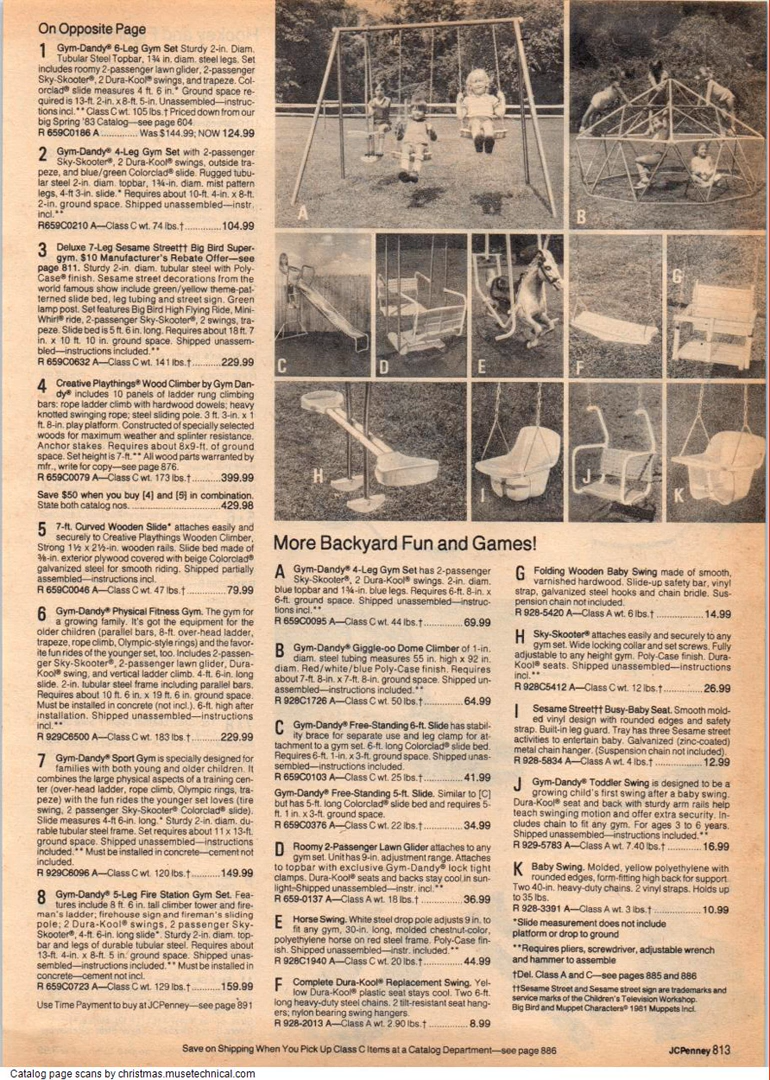 On Opposite Page
1 Gym-Dandy® 6-Leg Gym Set Sturdy 2-in. Diam.
Tubular Steel Topbar, 1¾ in. diam. steel legs. Set
includes roomy 2-passenger lawn glider, 2-passenger
Sky-Skooter®, 2 Dura-Kool® swings, and trapeze. Col-
orclad® slide measures 4 ft. 6 in.* Ground space re-
quired is 13-ft. 2-in. x 8-ft. 5-in. Unassembled—instruc-
tions incl.** Class C wt. 105 lbs.† Priced down from our
big Spring '83 Catalog—see page 604.
R 659C0186 A .............. Was $144.99; NOW 124.99
2 Gym-Dandy® 4-Leg Gym Set with 2-passenger
Sky-Skooter®, 2 Dura-Kool® swings, outside tra-
peze, and blue/green Colorclad® slide. Rugged tubu-
lar steel 2-in. diam. topbar, 1¾-in. diam. mist pattern
legs, 4-ft 3-in. slide.* Requires about 10-ft. 4-in. x 8-ft.
2-in. ground space. Shipped unassembled—instr.
incl.**
R659C0210 A—Class C wt. 74 lbs.†..............104.99
3 Deluxe 7-Leg Sesame Street†† Big Bird Super-
gym. $10 Manufacturer's Rebate Offer—see
page 811. Sturdy 2-in. diam. tubular steel with Poly-
Case® finish. Sesame street decorations from the
world famous show include green/yellow theme-pat-
terned slide bed, leg tubing and street sign. Green
lamp post. Set features Big Bird High Flying Ride, Mini-
Whirl® ride, 2-passenger Sky-Skooter®, 2 swings, tra-
peze. Slide bed is 5 ft. 6 in. long. Requires about 18 ft. 7
in. x 10 ft. 10 in. ground space. Shipped unassem-
bled—instructions included.**
R 659C0632 A—Class C wt. 141 lbs.†............229.99
4 Creative Playthings® Wood Climber by Gym Dan-
dy® includes 10 panels of ladder rung climbing
bars: rope ladder climb with hardwood dowels; heavy
knotted swinging rope; steel sliding pole. 3 ft. 3-in. x 1
ft. 8-in. play platform. Constructed of specially selected
woods for maximum weather and splinter resistance.
Anchor stakes. Requires about 8x9-ft. of ground
space. Set height is 7-ft.** All wood parts warranted by
mfr., write for copy—see page 876.
R 659C0079 A—Class C wt. 173 lbs.†............399.99
Save $50 when you buy [4] and [5] in combination.
State both catalog nos. ..........................429.98
5 7-ft. Curved Wooden Slide* attaches easily and
securely to Creative Playthings Wooden Climber,
Strong 1½ x 2½-in. wooden rails. Slide bed made of
⅜-in. exterior plywood covered with beige Colorclad®
galvanized steel for smooth riding. Shipped partially
assembled—instructions incl.
R 659C0046 A—Class C wt. 47 lbs.†..............79.99
6 Gym-Dandy® Physical Fitness Gym. The gym for
a growing family. It's got the equipment for the
older children (parallel bars, 8-ft. over-head ladder,
trapeze, rope climb, Olympic-style rings) and the favor-
ite fun rides of the younger set, too. Includes 2-passen-
ger Sky-Skooter®, 2-passenger lawn glider, Dura-
Kool® swing, and vertical ladder climb. 4-ft. 6-in. long
slide. 2-in. tubular steel frame including parallel bars.
Requires about 10 ft. 6 in. x 19 ft. 6 in. ground space.
Must be installed in concrete (not incl.). 6-ft. high after
installation. Shipped unassembled—instructions
incl.**
R 929C6500 A—Class C wt. 183 lbs.†............229.99
7 Gym-Dandy® Sport Gym is specially designed for
families with both young and older children. It
combines the large physical aspects of a training cen-
ter (over-head ladder, rope climb, Olympic rings, tra-
peze) with the fun rides the younger set loves (tire
swing, 2 passenger Sky-Skooter® Colorclad® slide).
Slide measures 4-ft 6-in. long.* Sturdy 2-in. diam. du-
rable tubular steel frame. Set requires about 11 x 13-ft.
ground space. Shipped unassembled—instructions
included.** Must be installed in concrete—cement not
included.
R 929C6096 A—Class C wt. 120 lbs.†............149.99
8 Gym-Dandy® 5-Leg Fire Station Gym Set. Fea-
tures include 8 ft. 6 in. tall climber tower and fire-
man's ladder; firehouse sign and fireman's sliding
pole; 2 Dura-Kool® swings, 2 passenger Sky-
Skooter®, 4-ft. 6-in. long slide*. Sturdy 2-in. diam. top-
bar and legs of durable tubular steel. Requires about
13-ft. 4-in. x 8-ft. 5 in. ground space. Shipped unas-
sembled—instructions included.** Must be installed in
concrete—cement not incl.
R 659C0723 A—Class C wt. 129 lbs.†............159.99
Use Time Payment to buy at JCPenney—see page 891
A
B
C
D
E
F
G
H
I
J
K
More Backyard Fun and Games!
A Gym-Dandy® 4-Leg Gym Set has 2-passenger
Sky-Skooter®, 2 Dura-Kool® swings. 2-in. diam.
blue topbar and 1¾-in. blue legs. Requires 6-ft. 8-in. x
6-ft. ground space. Shipped unassembled—instruc-
tions incl.**
R 659C0095 A—Class C wt. 44 lbs.†..............69.99
B Gym-Dandy® Giggle-oo Dome Climber of 1-in.
diam. steel tubing measures 55 in. high x 92 in.
diam. Red/white/blue Poly-Case finish. Requires
about 7-ft. 8-in. x 7-ft. 8-in. ground space. Shipped un-
assembled—instructions included.**
R 928C1726 A—Class C wt. 50 lbs.†..............64.99
C Gym-Dandy® Free-Standing 6-ft. Slide has stabil-
ity brace for separate use and leg clamp for at-
tachment to a gym set. 6-ft. long Colorclad® slide bed.
Requires 6-ft. 1-in. x 3-ft. ground space. Shipped unas-
sembled—instructions included.
R 659C0103 A—Class C wt. 25 lbs.†..............41.99
Gym-Dandy® Free-Standing 5-ft. Slide. Similar to [C]
but has 5-ft. long Colorclad® slide bed and requires 5-
ft. 1 in. x 3-ft. ground space.
R 659C0376 A—Class C wt. 22 lbs.†..............34.99
D Roomy 2-Passenger Lawn Glider attaches to any
gym set. Unit has 9-in. adjustment range. Attaches
to topbar with exclusive Gym-Dandy® lock tight
clamps. Dura-Kool® seats and backs stay cool in sun-
light-Shipped unassembled—instr. incl.**
R 659-0137 A—Class A wt. 18 lbs.†..............36.99
E Horse Swing. White steel drop pole adjusts 9 in. to
fit any gym, 30-in. long, molded chestnut-color,
polyethylene horse on red steel frame. Poly-Case fin-
ish. Shipped unassembled—instr. included.**
R 928C1940 A—Class C wt. 20 lbs.†..............44.99
F Complete Dura-Kool® Replacement Swing. Yel-
low Dura-Kool® plastic seat stays cool. Two 6-ft.
long heavy-duty steel chains. 2 tilt-resistant seat hang-
ers; nylon bearing swing hangers.
R 928-2013 A—Class A wt. 2.90 lbs.†............8.99
G Folding Wooden Baby Swing made of smooth,
varnished hardwood. Slide-up safety bar, vinyl
strap, galvanized steel hooks and chain bridle. Sus-
pension chain not included.
R 928-5420 A—Class A wt. 6 lbs.†..............14.99
H Sky-Skooter® attaches easily and securely to any
gym set. Wide locking collar and set screws. Fully
adjustable to any height gym. Poly-Case finish. Dura-
Kool® seats. Shipped unassembled—instructions
incl.**
R 928C5412 A—Class C wt. 12 lbs.†..............26.99
I Sesame Street†† Busy-Baby Seat. Smooth mold-
ed vinyl design with rounded edges and safety
strap. Built-in leg guard. Tray has three Sesame street
activities to entertain baby. Galvanized (zinc-coated)
metal chain hanger. (Suspension chain not included).
R 928-5834 A—Class A wt. 4 lbs.†..............12.99
J Gym-Dandy® Toddler Swing is designed to be a
growing child's first swing after a baby swing.
Dura-Kool® seat and back with sturdy arm rails help
teach swinging motion and offer extra security. In-
cludes chain to fit any gym. For ages 3 to 6 years.
Shipped unassembled—instructions included.**
R 929-5783 A—Class A wt. 7.40 lbs.†............16.99
K Baby Swing. Molded, yellow polyethylene with
rounded edges, form-fitting high back for support.
Two 40-in. heavy-duty chains. 2 vinyl straps. Holds up
to 35 lbs.
R 928-3391 A—Class A wt. 3 lbs.†..............10.99
*Slide measurement does not include
platform or drop to ground
**Requires pliers, screwdriver, adjustable wrench
and hammer to assemble
†Del. Class A and C—see pages 885 and 886
††Sesame Street and Sesame street sign are trademarks and
service marks of the Children's Television Workshop.
Big Bird and Muppet Characters® 1981 Muppets Incl.
Save on Shipping When You Pick Up Class C Items at a Catalog Department—see page 886
JCPenney 813
Catalog page scans by christmas.musetechnical.com